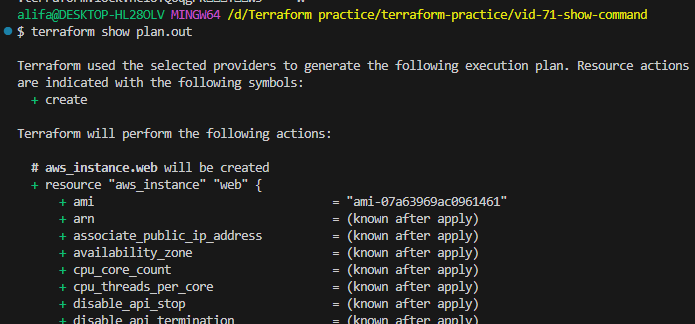 alifa@DESKTOP-HL28OLV MINGW64 /d/Terraform practice/terraform-practice/vid-71-show-command
$ terraform show plan.out
Terraform used the selected providers to generate the following execution plan. Resource actions
are indicated with the following symbols:
+ create
Terraform will perform the following actions:
# aws_instance.web will be created
+ resource "aws_instance" "web" {
+ ami = "ami-07a63969ac0961461"
+ arn = (known after apply)
+ associate_public_ip_address = (known after apply)
+ availability_zone = (known after apply)
+ cpu_core_count = (known after apply)
+ cpu_threads_per_core = (known after apply)
+ disable_api_stop = (known after apply)
+ disable_api_termination = (known after apply)